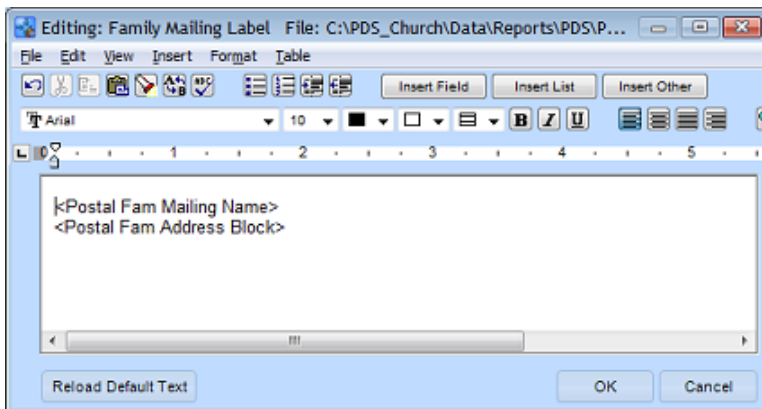 Editing: Family Mailing Label File: C:\PDS_Church\Data\Reports\PDS\P...
File Edit View Insert Format Table
Insert Field Insert List Insert Other
Arial 10 B I U
1 2 3 4 5
<Postal Fam Mailing Name>
<Postal Fam Address Block>
Reload Default Text OK Cancel